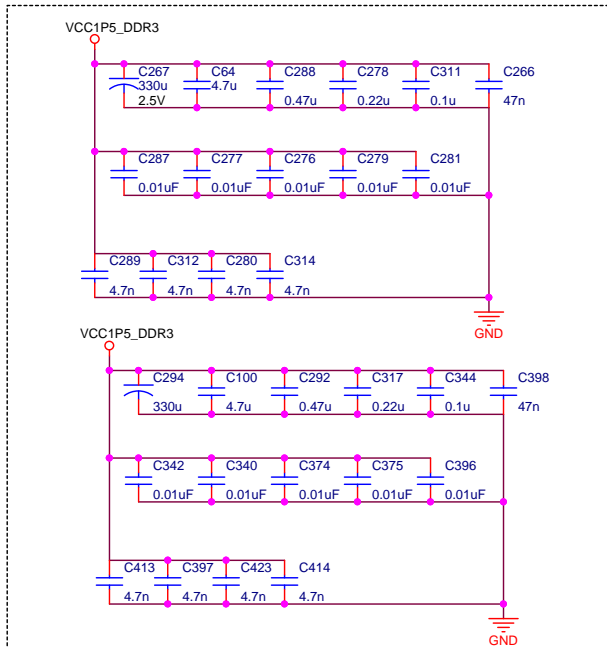 VCC1P5_DDR3
C267 C64 C288 C278 C311 C266
330u 4.7u
2.5V 0.47u 0.22u 0.1u 47n
C287 C277 C276 C279 C281
0.01uF 0.01uF 0.01uF 0.01uF 0.01uF
C289 C312 C280 C314
4.7n 4.7n 4.7n 4.7n
GND
VCC1P5_DDR3
C294 C100 C292 C317 C344 C398
330u 4.7u 0.47u 0.22u 0.1u 47n
C342 C340 C374 C375 C396
0.01uF 0.01uF 0.01uF 0.01uF 0.01uF
C413 C397 C423 C414
4.7n 4.7n 4.7n 4.7n
GND